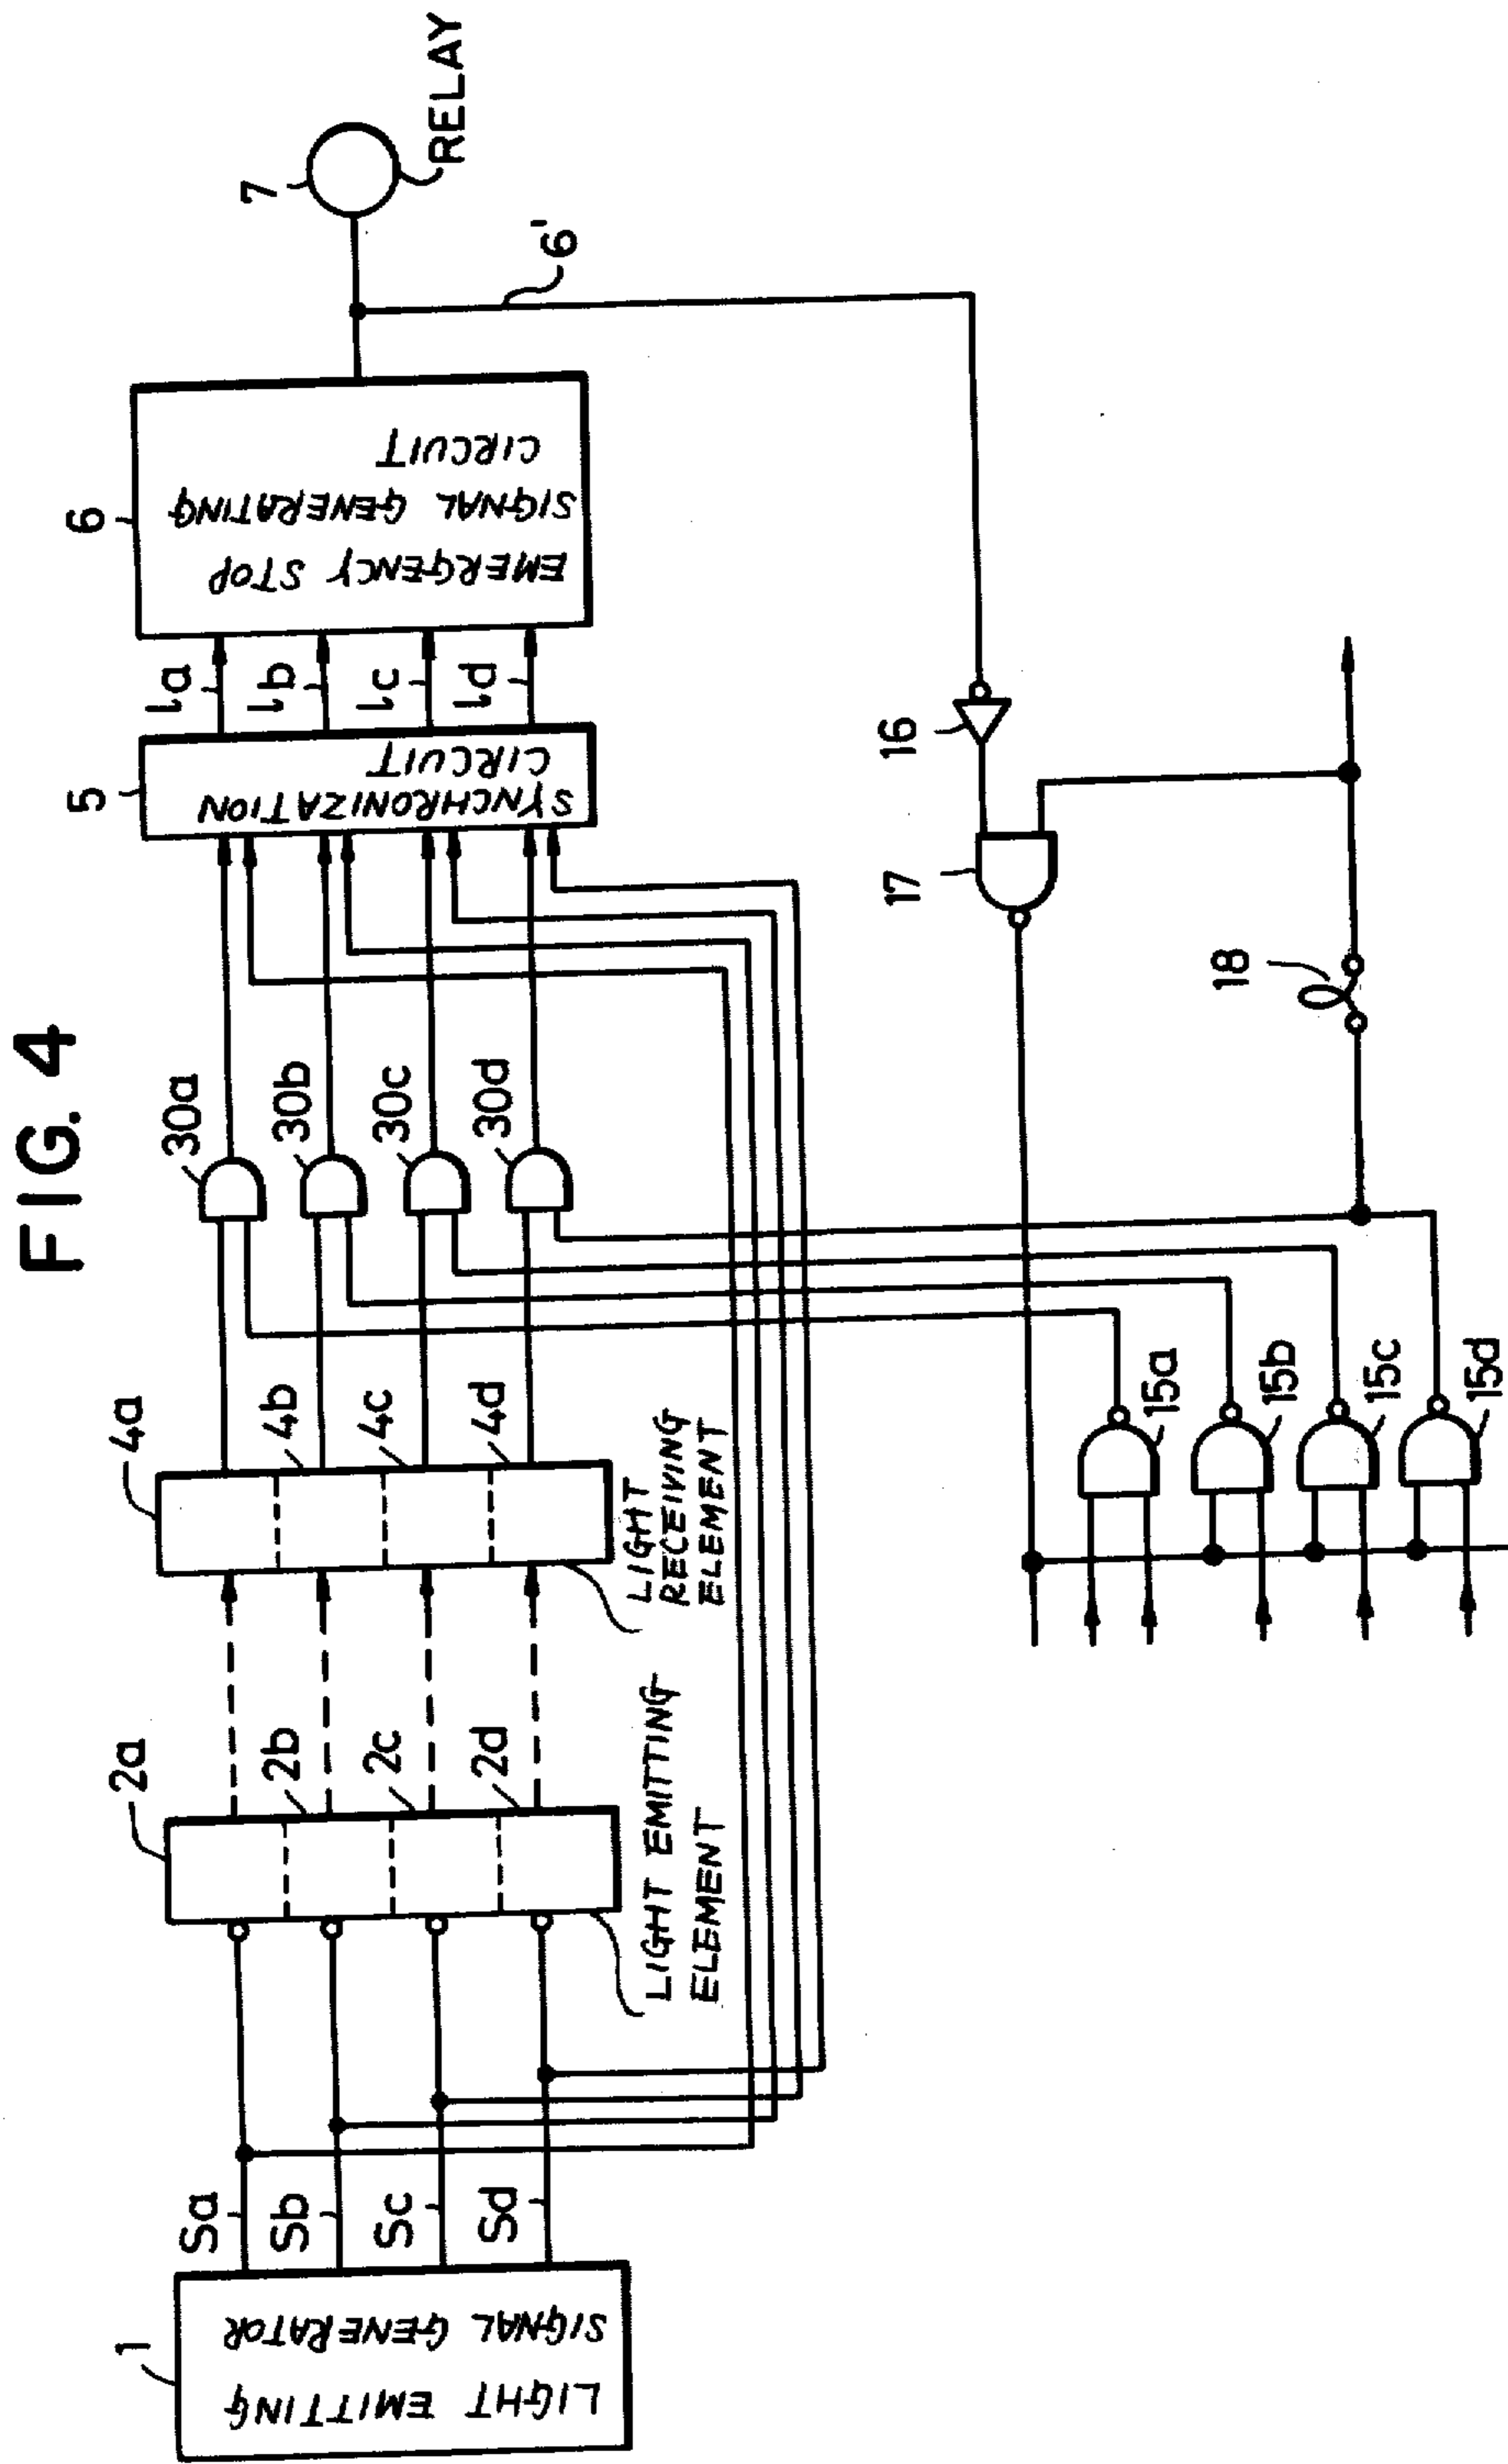 FIG. 4
1
LIGHT EMITTING
SIGNAL GENERATOR
Sa
Sb
Sc
Sd
2a
2b
2c
2d
LIGHT EMITTING
ELEMENT
4a
4b
4c
4d
LIGHT
RECEIVING
ELEMENT
30a
30b
30c
30d
5
SYNCHRONIZATION
CIRCUIT
la
lb
lc
ld
6
EMERGENCY STOP
SIGNAL GENERATING
CIRCUIT
7
RELAY
6'
16
17
18
15a
15b
15c
15d